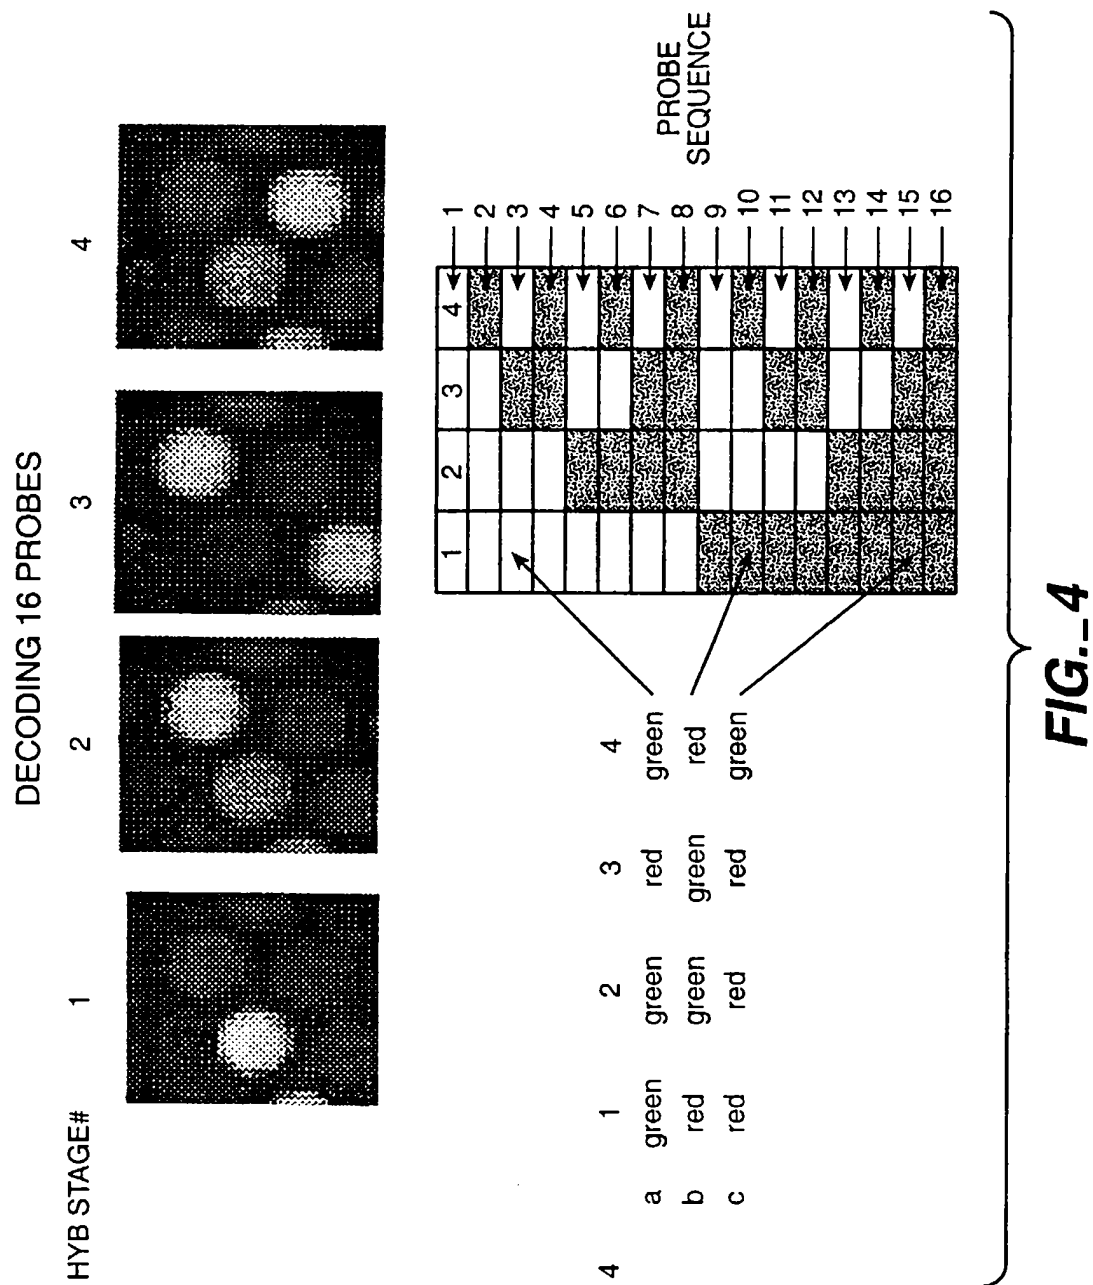 DECODING 16 PROBES
HYB STAGE# 1 2 3 4
4 1 2 3 4
a green green red green
b red green green red
c red red red green
1 2 3 4
1
2
3
4
5
6
7
8
9
10
11
12
13
14
15
16
PROBE
SEQUENCE
FIG._4